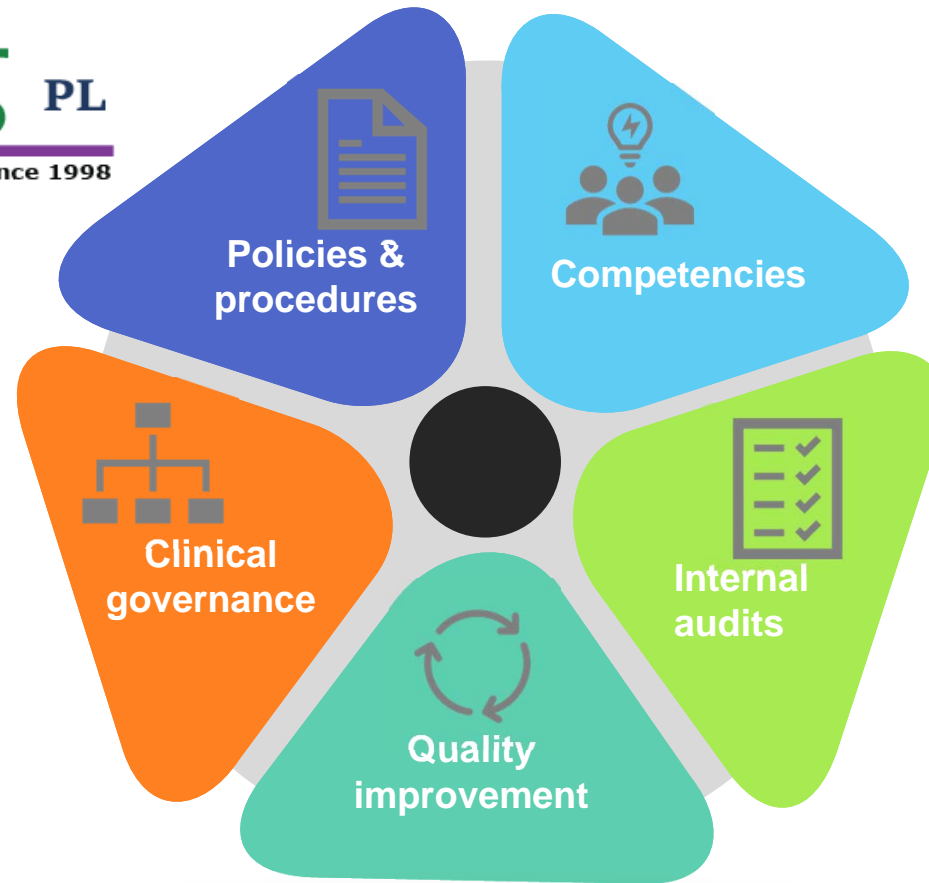 PL
nce 1998
Policies &
procedures
Competencies
Clinical
governance
Internal
audits
Quality
improvement